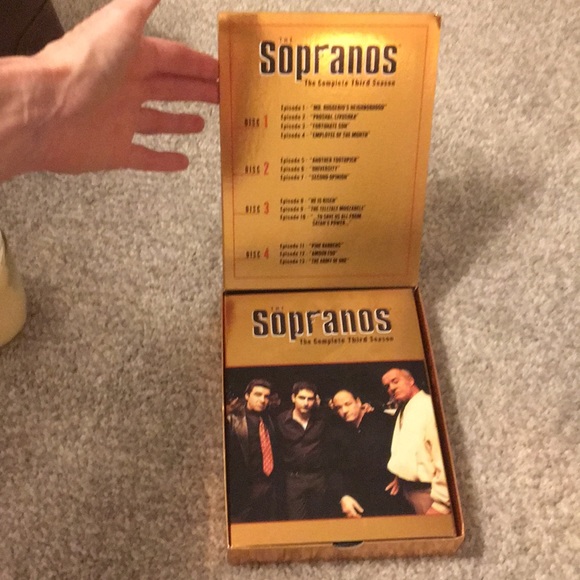 THE
Sopranos
The Complete Third Season
DISC 1
Episode 1 - "MR. RUGGERIO'S NEIGHBORHOOD"
Episode 2 - "PROSHAI, LIVUSHKA"
Episode 3 - "FORTUNATE SON"
Episode 4 - "EMPLOYEE OF THE MONTH"
DISC 2
Episode 5 - "ANOTHER TOOTHPICK"
Episode 6 - "UNIVERSITY"
Episode 7 - "SECOND OPINION"
DISC 3
Episode 8 - "HE IS RISEN"
Episode 9 - "THE TELLTALE MOOZADELL"
Episode 10 - "...TO SAVE US ALL FROM
SATAN'S POWER..."
DISC 4
Episode 11 - "PINE BARRENS"
Episode 12 - "AMOUR FOU"
Episode 13 - "THE ARMY OF ONE"
THE
Sopranos
The Complete Third Season